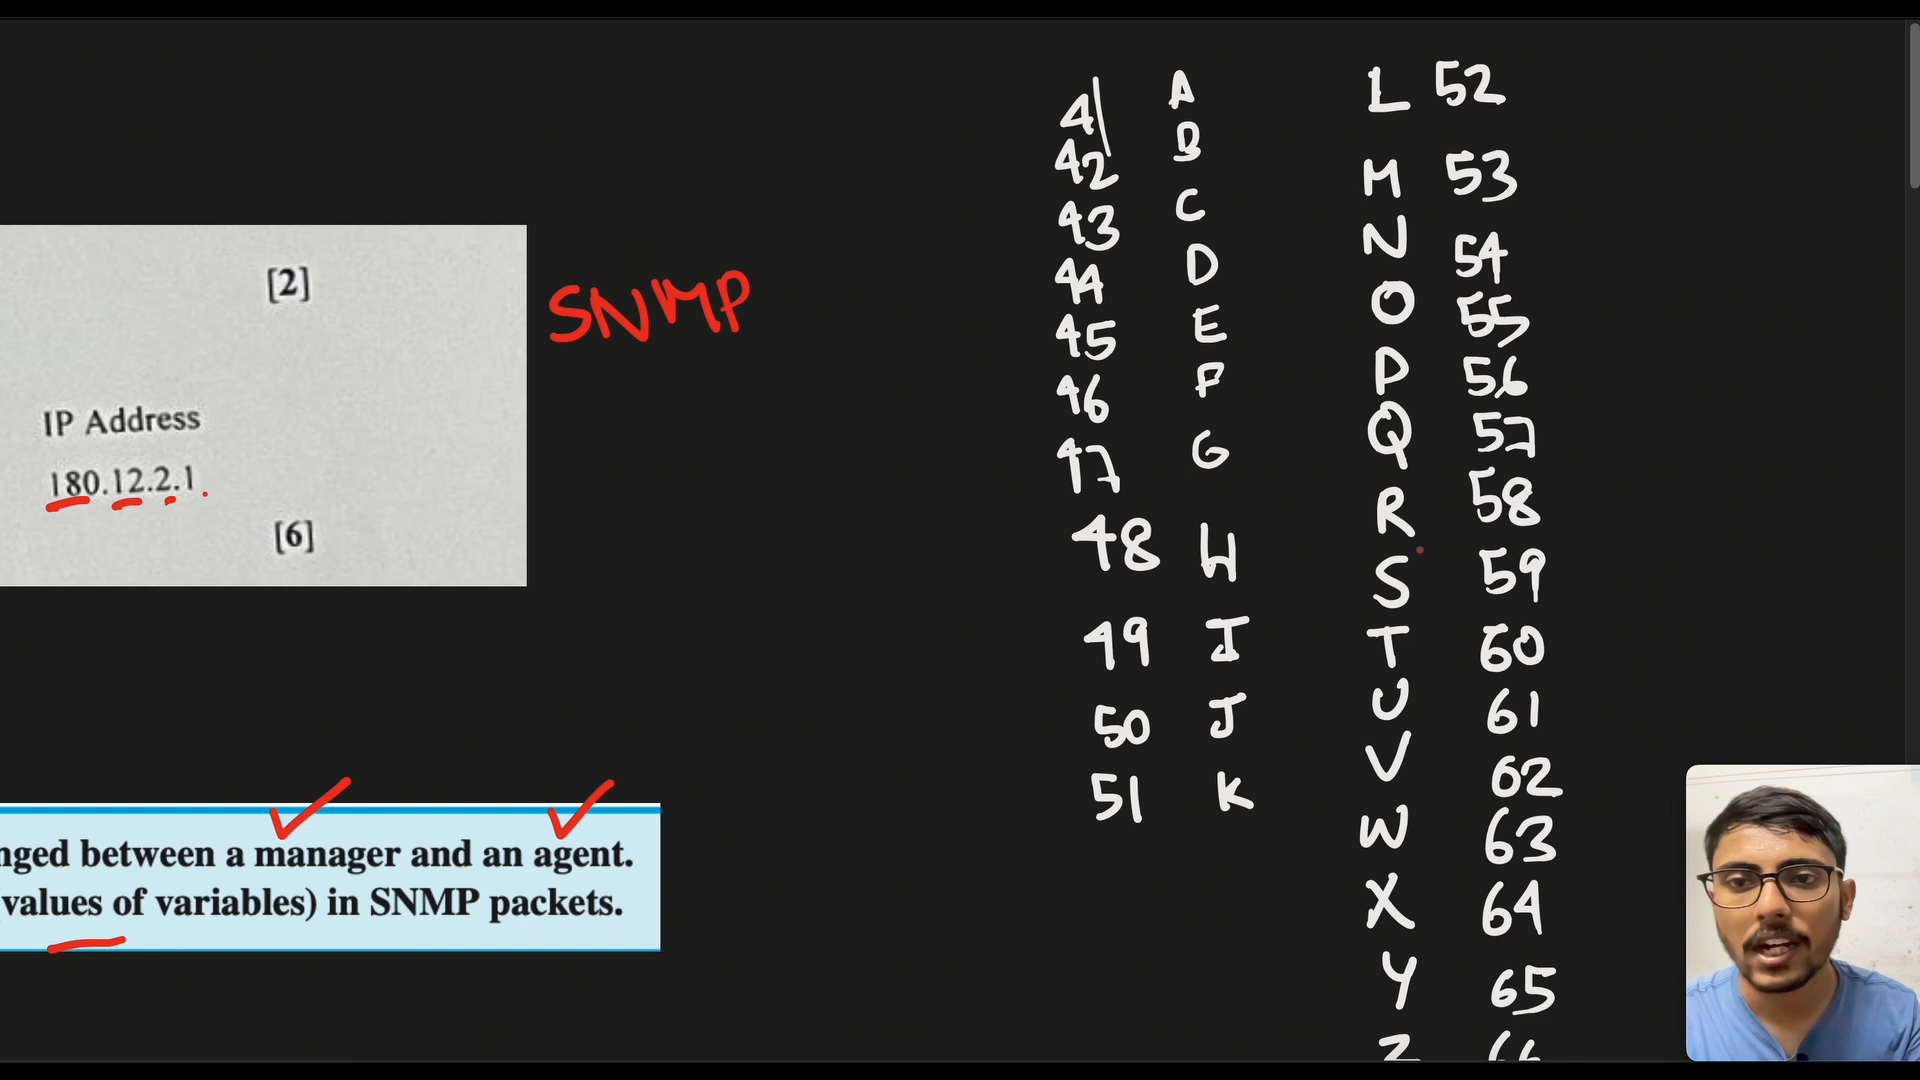 [2]
SNMP
IP Address
180.12.2.1
[6]
nged between a manager and an agent.
(values of variables) in SNMP packets.
41 A
42 B
43 C
44 D
45 E
46 F
47 G
48 H
49 I
50 J
51 K
L 52
M 53
N 54
O 55
P 56
Q 57
R 58
S 59
T 60
U 61
V 62
W 63
X 64
Y 65
Z 66